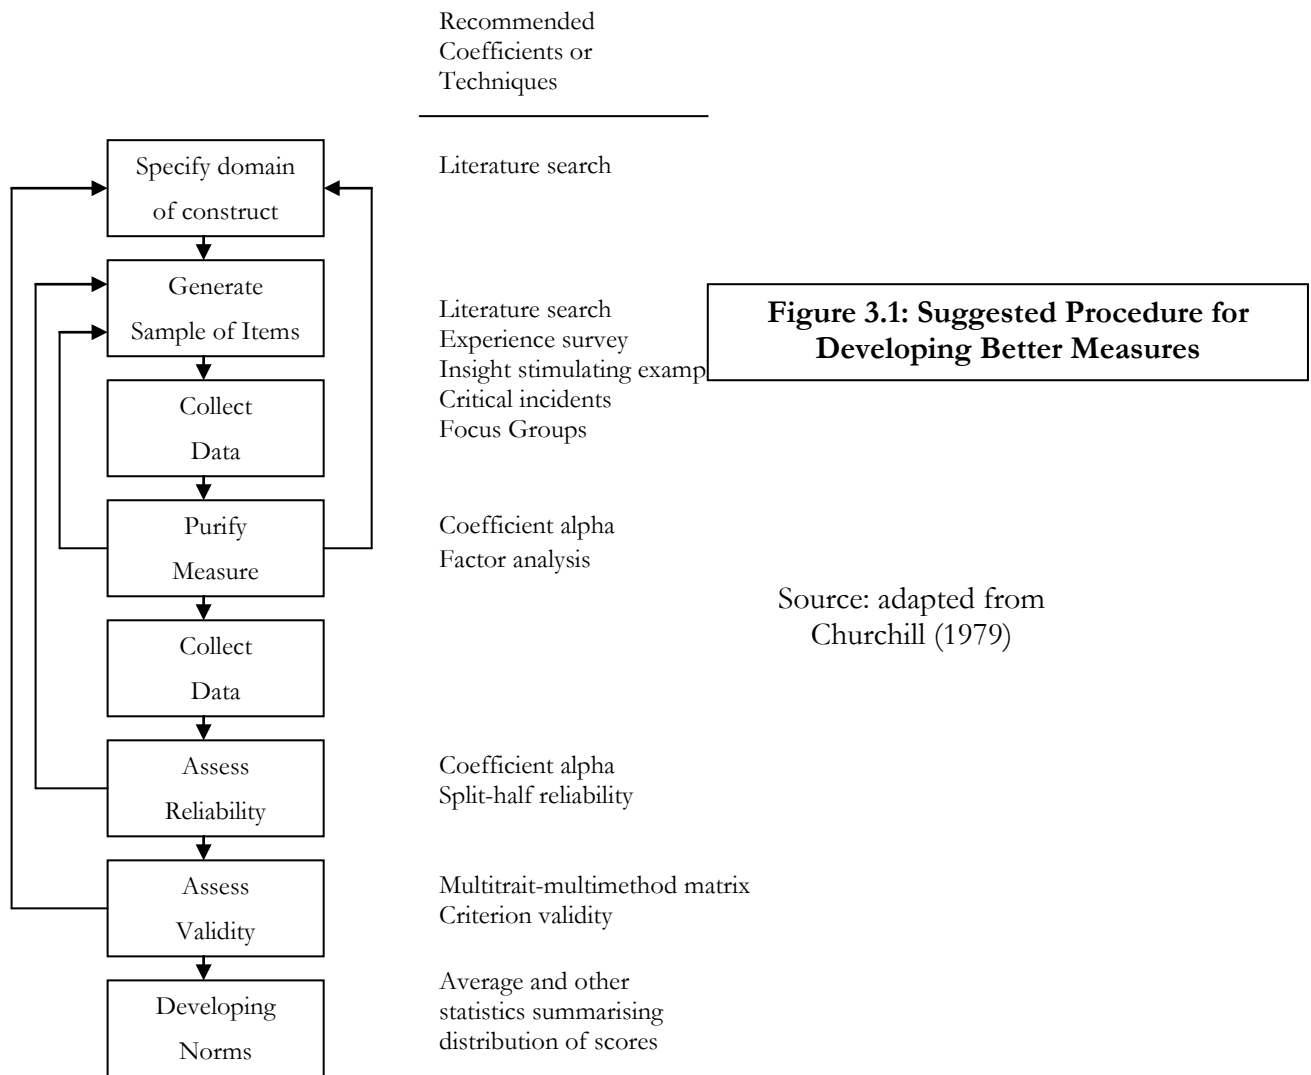 Recommended
Coefficients or
Techniques
Specify domain
of construct
Literature search
Generate
Sample of Items
Literature search
Experience survey
Insight stimulating examp
Critical incidents
Focus Groups
Figure 3.1: Suggested Procedure for
Developing Better Measures
Collect
Data
Purify
Measure
Coefficient alpha
Factor analysis
Source: adapted from
Churchill (1979)
Collect
Data
Assess
Reliability
Coefficient alpha
Split-half reliability
Assess
Validity
Multitrait-multimethod matrix
Criterion validity
Developing
Norms
Average and other
statistics summarising
distribution of scores